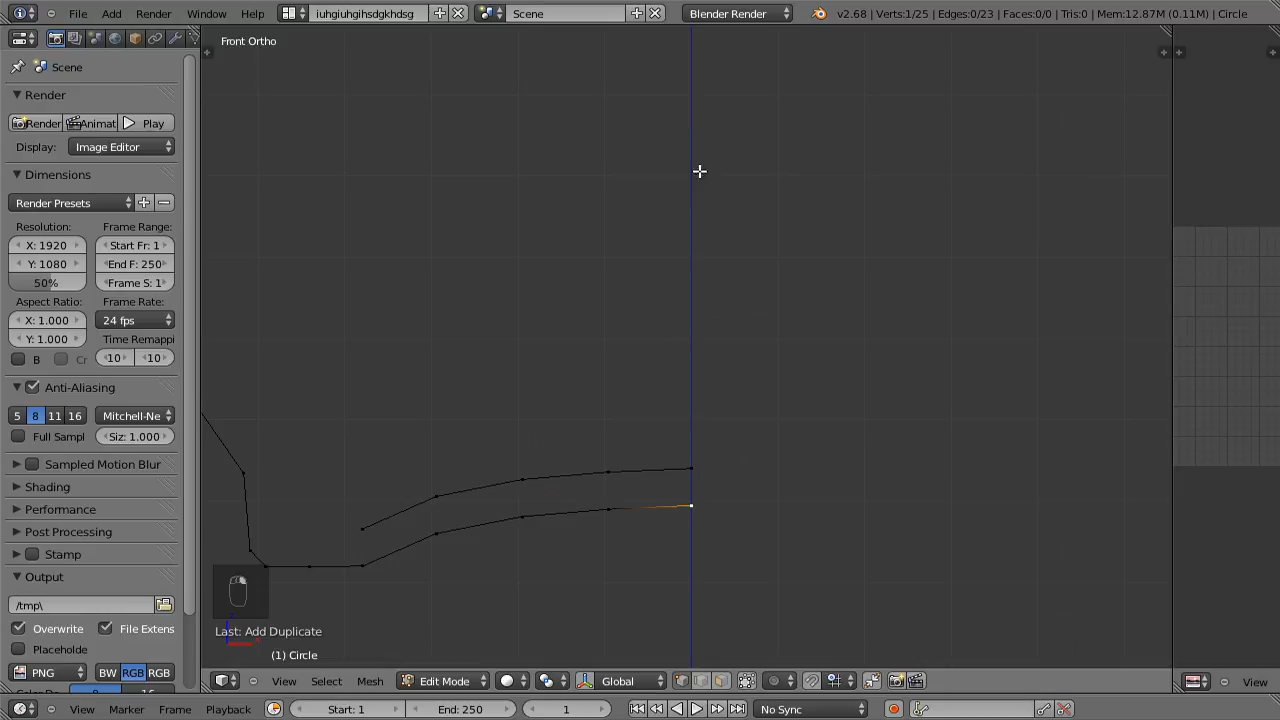 File Add Render Window Help iuhgiuhgihsdgkhdsg Scene Blender Render v2.68 | Verts:1/25 | Edges:0/23 | Faces:0/0 | Tris:0 | Mem:12.87M (0.11M) | Circle
Front Ortho
Scene
Render
Render Animat Play
Display: Image Editor
Dimensions
Render Presets
Resolution: Frame Range:
X: 1920 Start Fr: 1
Y: 1080 End F: 250
50% Frame S: 1
Aspect Ratio: Frame Rate:
X: 1.000 24 fps
Y: 1.000 Time Remappi
B Cr 10 10
Anti-Aliasing
5 8 11 16 Mitchell-Ne
Full Sampl Siz: 1.000
Sampled Motion Blur
Shading
Performance
Post Processing
Stamp
Output
/tmp\
Overwrite File Extens
Placeholde
PNG BW RGB RGB
Last: Add Duplicate
(1) Circle
View Select Mesh Edit Mode Global View
View Marker Frame Playback Start: 1 End: 250 1 No Sync